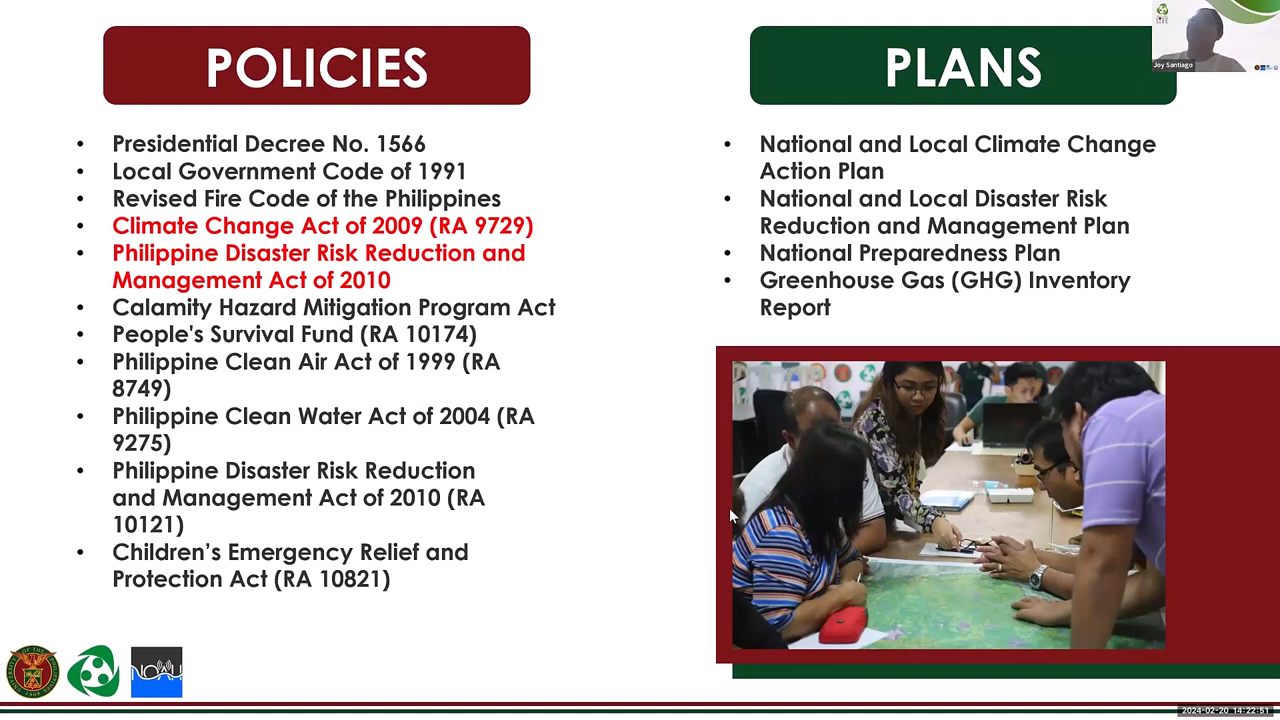 POLICIES
• Presidential Decree No. 1566
• Local Government Code of 1991
• Revised Fire Code of the Philippines
• Climate Change Act of 2009 (RA 9729)
• Philippine Disaster Risk Reduction and
Management Act of 2010
• Calamity Hazard Mitigation Program Act
• People's Survival Fund (RA 10174)
• Philippine Clean Air Act of 1999 (RA
8749)
• Philippine Clean Water Act of 2004 (RA
9275)
• Philippine Disaster Risk Reduction
and Management Act of 2010 (RA
10121)
• Children’s Emergency Relief and
Protection Act (RA 10821)
PLANS
• National and Local Climate Change
Action Plan
• National and Local Disaster Risk
Reduction and Management Plan
• National Preparedness Plan
• Greenhouse Gas (GHG) Inventory
Report
Joy Santiago
NOAH
2024-02-20 14:22:51